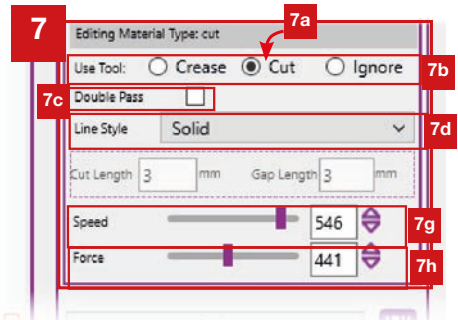 7
7a
Editing Material Type: cut
Use Tool: Crease Cut Ignore
7b
7c
Double Pass
Line Style Solid
7d
Cut Length 3 mm Gap Length 3 mm
Speed 546
7g
Force 441
7h